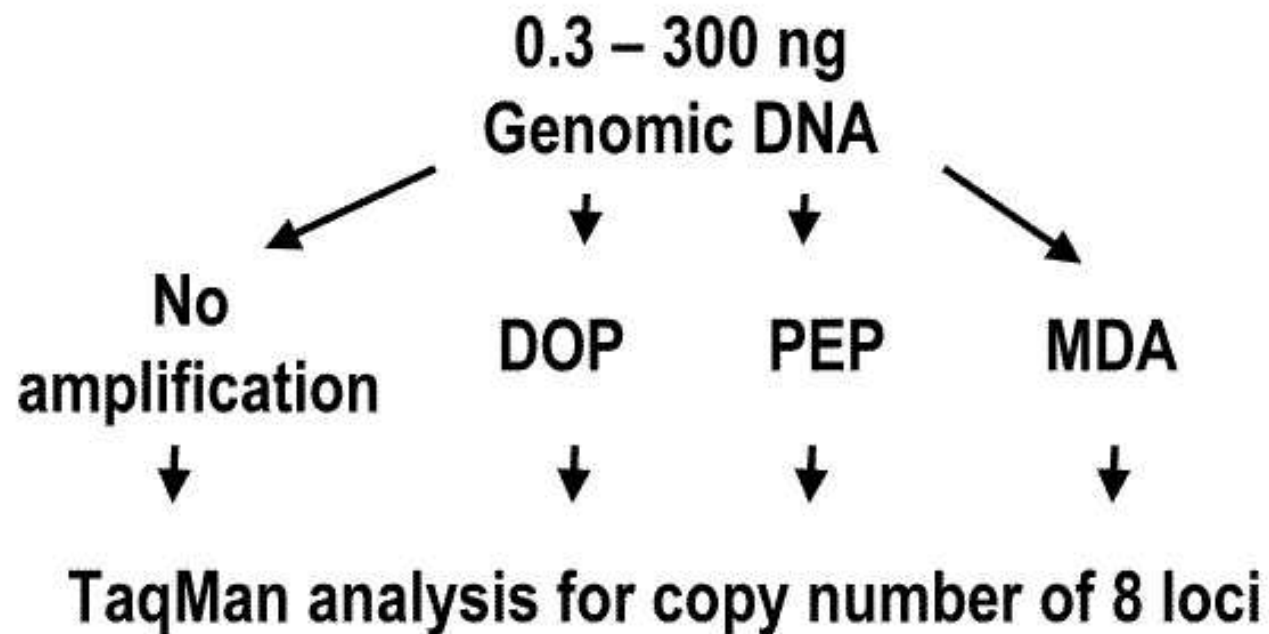 0.3 – 300 ng
Genomic DNA
No
amplification
DOP
PEP
MDA
TaqMan analysis for copy number of 8 loci